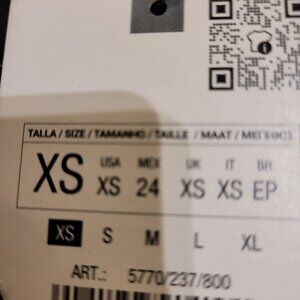 TALLA / SIZE / TAMANHO / TAILLE / MAAT / ΜΕΓΕΘΟΣ
USA MEX UK IT BR
XS XS 24 XS XS EP
XS S M L XL
ART.: 5770/237/800